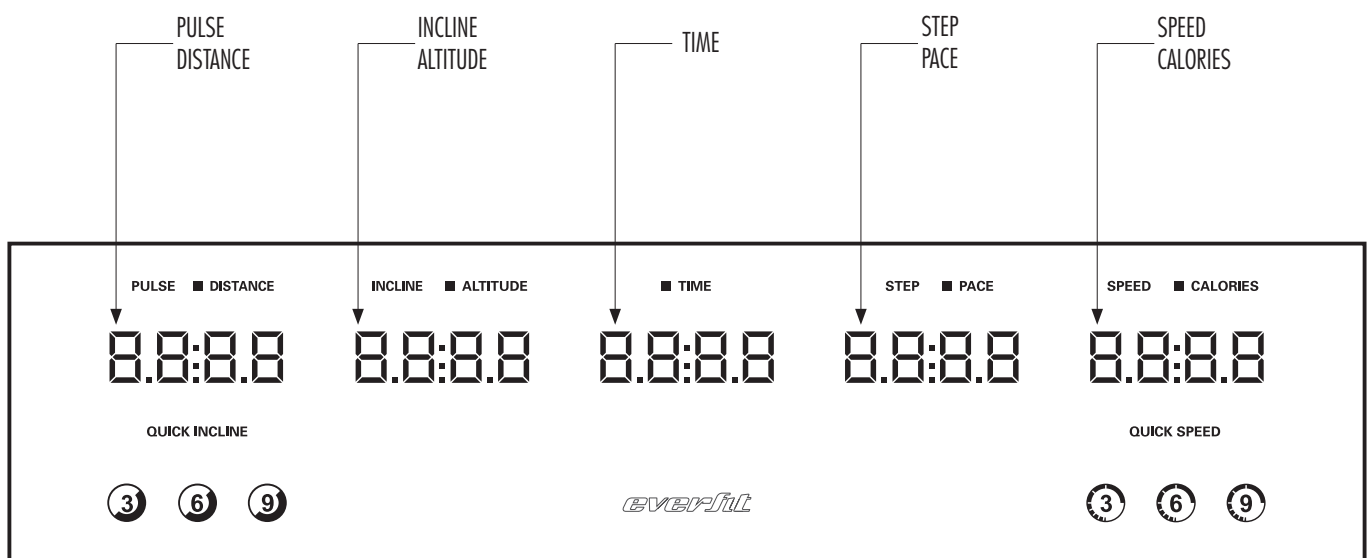 PULSE
DISTANCE
INCLINE
ALTITUDE
TIME
STEP
PACE
SPEED
CALORIES
PULSE ■ DISTANCE
INCLINE ■ ALTITUDE
■ TIME
STEP ■ PACE
SPEED ■ CALORIES
8.8:8.8
8.8:8.8
8.8:8.8
8.8:8.8
8.8:8.8
QUICK INCLINE
QUICK SPEED
3 6 9
everfit
3 6 9